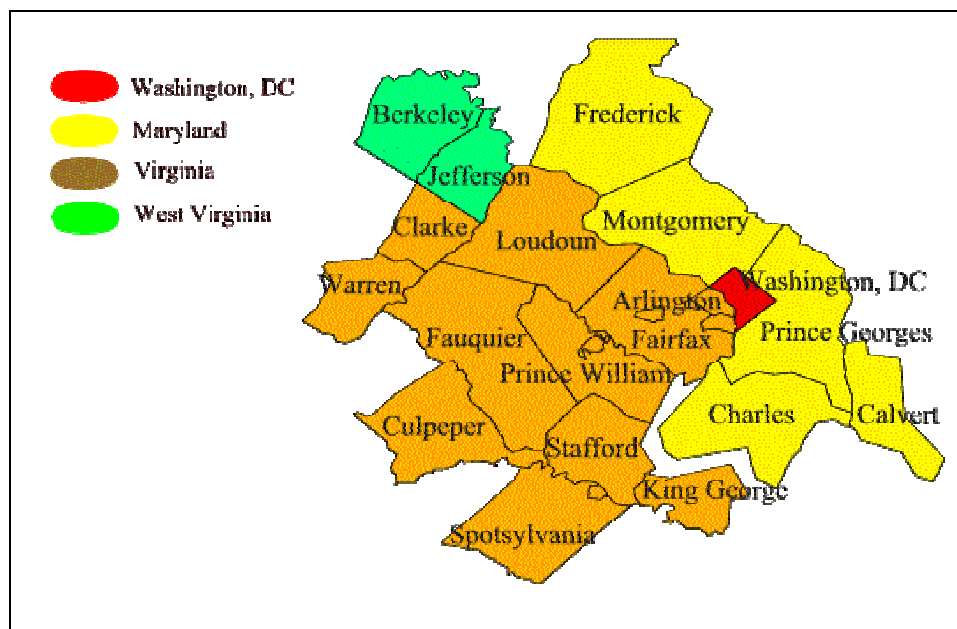 Washington, DC
Maryland
Virginia
West Virginia
Berkeley
Frederick
Jefferson
Clarke
Loudoun
Montgomery
Warren
Washington, DC
Arlington
Fauquier
Fairfax
Prince Georges
Prince William
Culpeper
Charles
Calvert
Stafford
King George
Spotsylvania